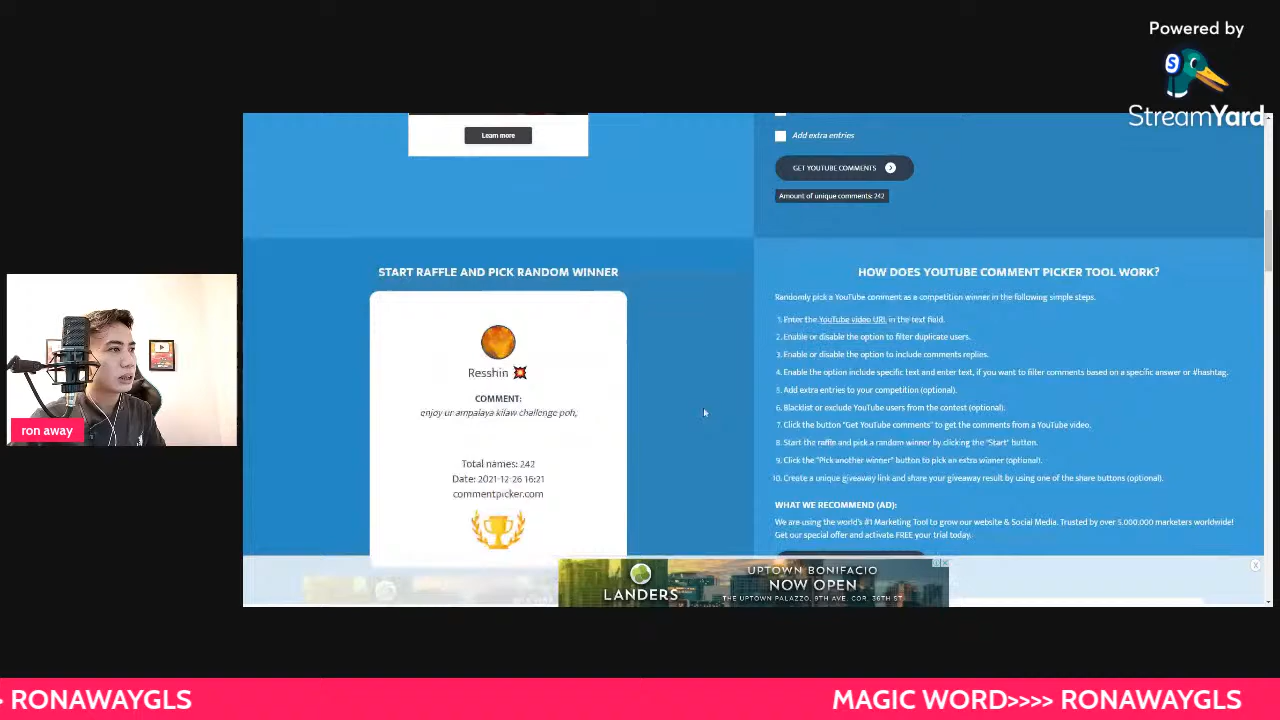 Powered by
StreamYard
Learn more
Add extra entries
GET YOUTUBE COMMENTS
Amount of unique comments: 242
START RAFFLE AND PICK RANDOM WINNER
Resshin
COMMENT:
enjoy ur ampalaya kilaw challenge poh,
Total names: 242
Date: 2021-12-26 16:21
commentpicker.com
HOW DOES YOUTUBE COMMENT PICKER TOOL WORK?
Randomly pick a YouTube comment as a competition winner in the following simple steps.
1. Enter the YouTube video URL in the text field.
2. Enable or disable the option to filter duplicate users.
3. Enable or disable the option to include comments replies.
4. Enable the option include specific text and enter text, if you want to filter comments based on a specific answer or #hashtag.
5. Add extra entries to your competition (optional).
6. Blacklist or exclude YouTube users from the contest (optional).
7. Click the button "Get YouTube comments" to get the comments from a YouTube video.
8. Start the raffle and pick a random winner by clicking the "Start" button.
9. Click the "Pick another winner" button to pick an extra winner (optional).
10. Create a unique giveaway link and share your giveaway result by using one of the share buttons (optional).
WHAT WE RECOMMEND (AD):
We are using the world's #1 Marketing Tool to grow our website & Social Media. Trusted by over 5.000.000 marketers worldwide!
Get our special offer and activate FREE your trial today.
ron away
LANDERS
UPTOWN BONIFACIO
NOW OPEN
THE UPTOWN PALAZZO, 9TH AVE. COR. 36TH ST
> RONAWAYGLS
MAGIC WORD>>>> RONAWAYGLS